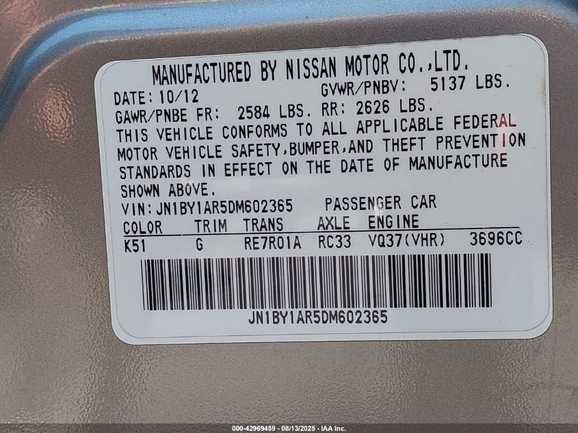 MANUFACTURED BY NISSAN MOTOR CO.,LTD.
DATE: 10/12 GVWR/PNBV: 5137 LBS.
GAWR/PNBE FR: 2584 LBS. RR: 2626 LBS.
THIS VEHICLE CONFORMS TO ALL APPLICABLE FEDERAL
MOTOR VEHICLE SAFETY,BUMPER,AND THEFT PREVENTION
STANDARDS IN EFFECT ON THE DATE OF MANUFACTURE
SHOWN ABOVE.
VIN:JN1BY1AR5DM602365 PASSENGER CAR
COLOR TRIM TRANS AXLE ENGINE
K51 G RE7R01A RC33 VQ37(VHR) 3696CC
JN1BY1AR5DM602365
000-42969459 - 08/13/2025 - IAA Inc.